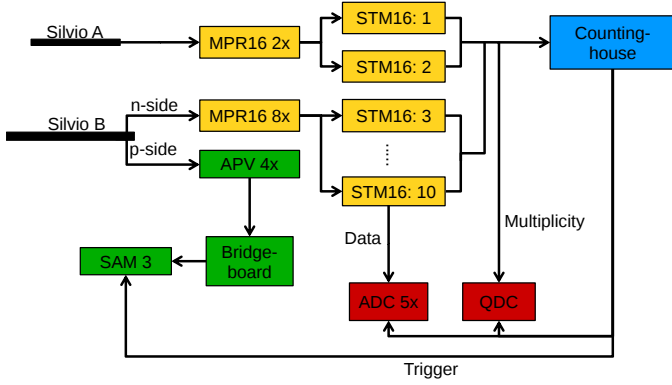 Silvio A
MPR16 2x
STM16: 1
STM16: 2
Counting-
house
Silvio B
n-side
p-side
MPR16 8x
APV 4x
STM16: 3
......
STM16: 10
Data
Multiplicity
SAM 3
Bridge-
board
ADC 5x
QDC
Trigger